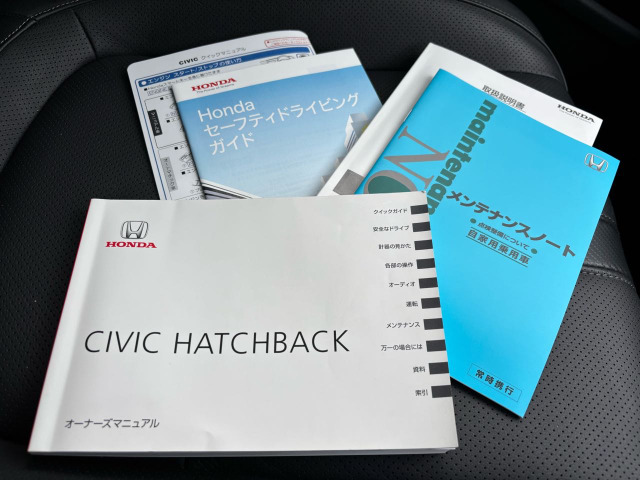 CIVIC クイックマニュアル
エンジン スタート/ストップの使い方
HONDA
Honda
セーフティドライビング
ガイド
取扱説明書
HONDA
maintenance
NO
メンテナンスノート
点検整備について
自家用乗用車
常時携行
HONDA
CIVIC HATCHBACK
オーナーズマニュアル
クイックガイド
安全なドライブ
計器の見かた
各部の操作
オーディオ
運転
メンテナンス
万一の場合には
資料
索引